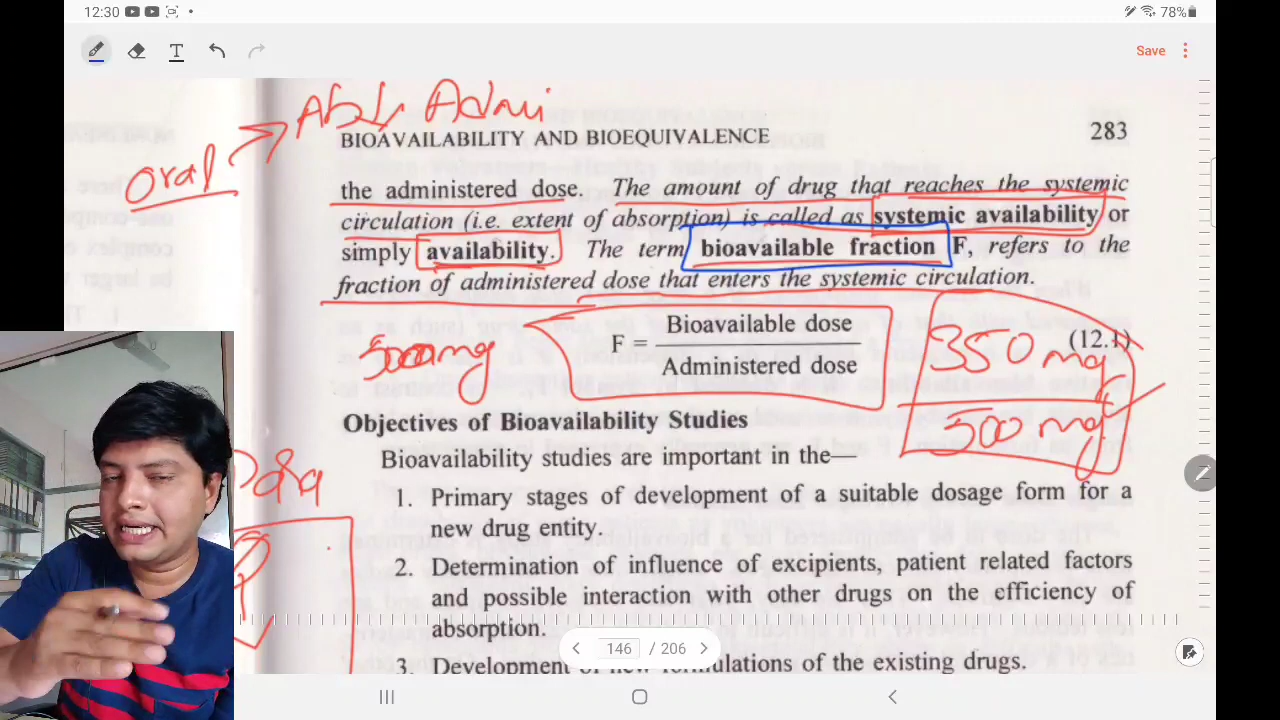 12:30
78%
T
Save
Abs Admi
oral
BIOAVAILABILITY AND BIOEQUIVALENCE 283
the administered dose. The amount of drug that reaches the systemic
circulation (i.e. extent of absorption) is called as systemic availability or
simply availability. The term bioavailable fraction F, refers to the
fraction of administered dose that enters the systemic circulation.
F = Bioavailable dose
Administered dose
(12.1)
500mg
350 mg
500 mg
Objectives of Bioavailability Studies
Bioavailability studies are important in the—
1. Primary stages of development of a suitable dosage form for a
new drug entity.
2. Determination of influence of excipients, patient related factors
and possible interaction with other drugs on the efficiency of
absorption.
3. Development of new formulations of the existing drugs.
146 / 206